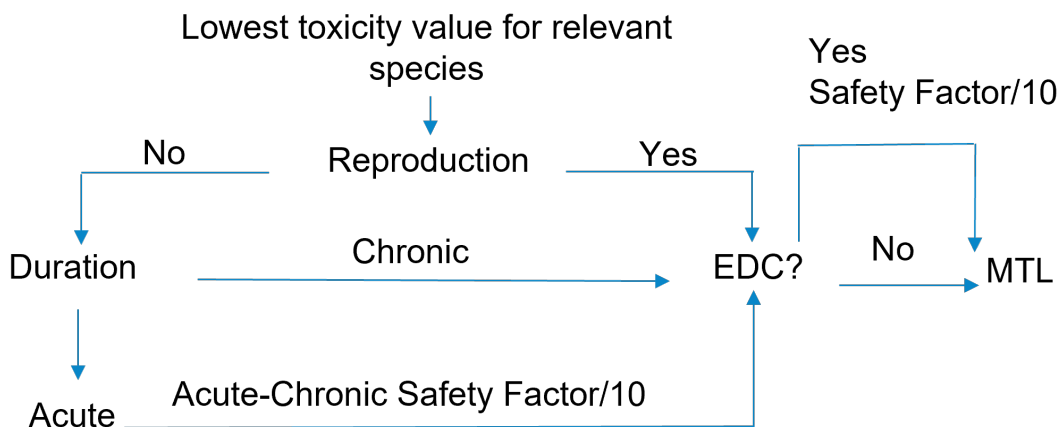 Lowest toxicity value for relevant
species
Yes
Safety Factor/10
No
Reproduction
Yes
Duration
Chronic
EDC?
No
MTL
Acute
Acute-Chronic Safety Factor/10